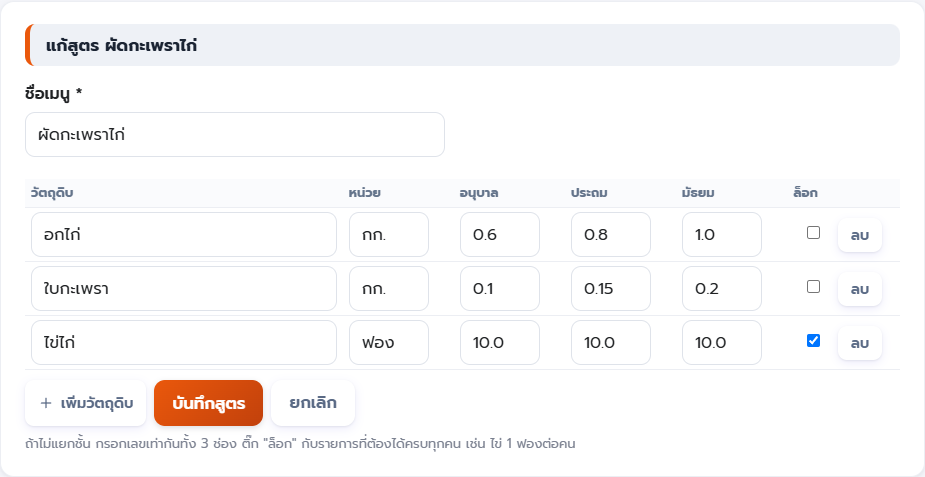 แก้สูตร ผัดกะเพราไก่
ชื่อเมนู *
ผัดกะเพราไก่
วัตถุดิบ หน่วย อนุบาล ประถม มัธยม ล็อก
อกไก่ กก. 0.6 0.8 1.0 ลบ
ใบกะเพรา กก. 0.1 0.15 0.2 ลบ
ไข่ไก่ ฟอง 10.0 10.0 10.0 ลบ
+ เพิ่มวัตถุดิบ บันทึกสูตร ยกเลิก
ถ้าไม่แยกชั้น กรอกเลขเท่ากันทั้ง 3 ช่อง ติ๊ก "ล็อก" กับรายการที่ต้องได้ครบทุกคน เช่น ไข่ 1 ฟองต่อคน